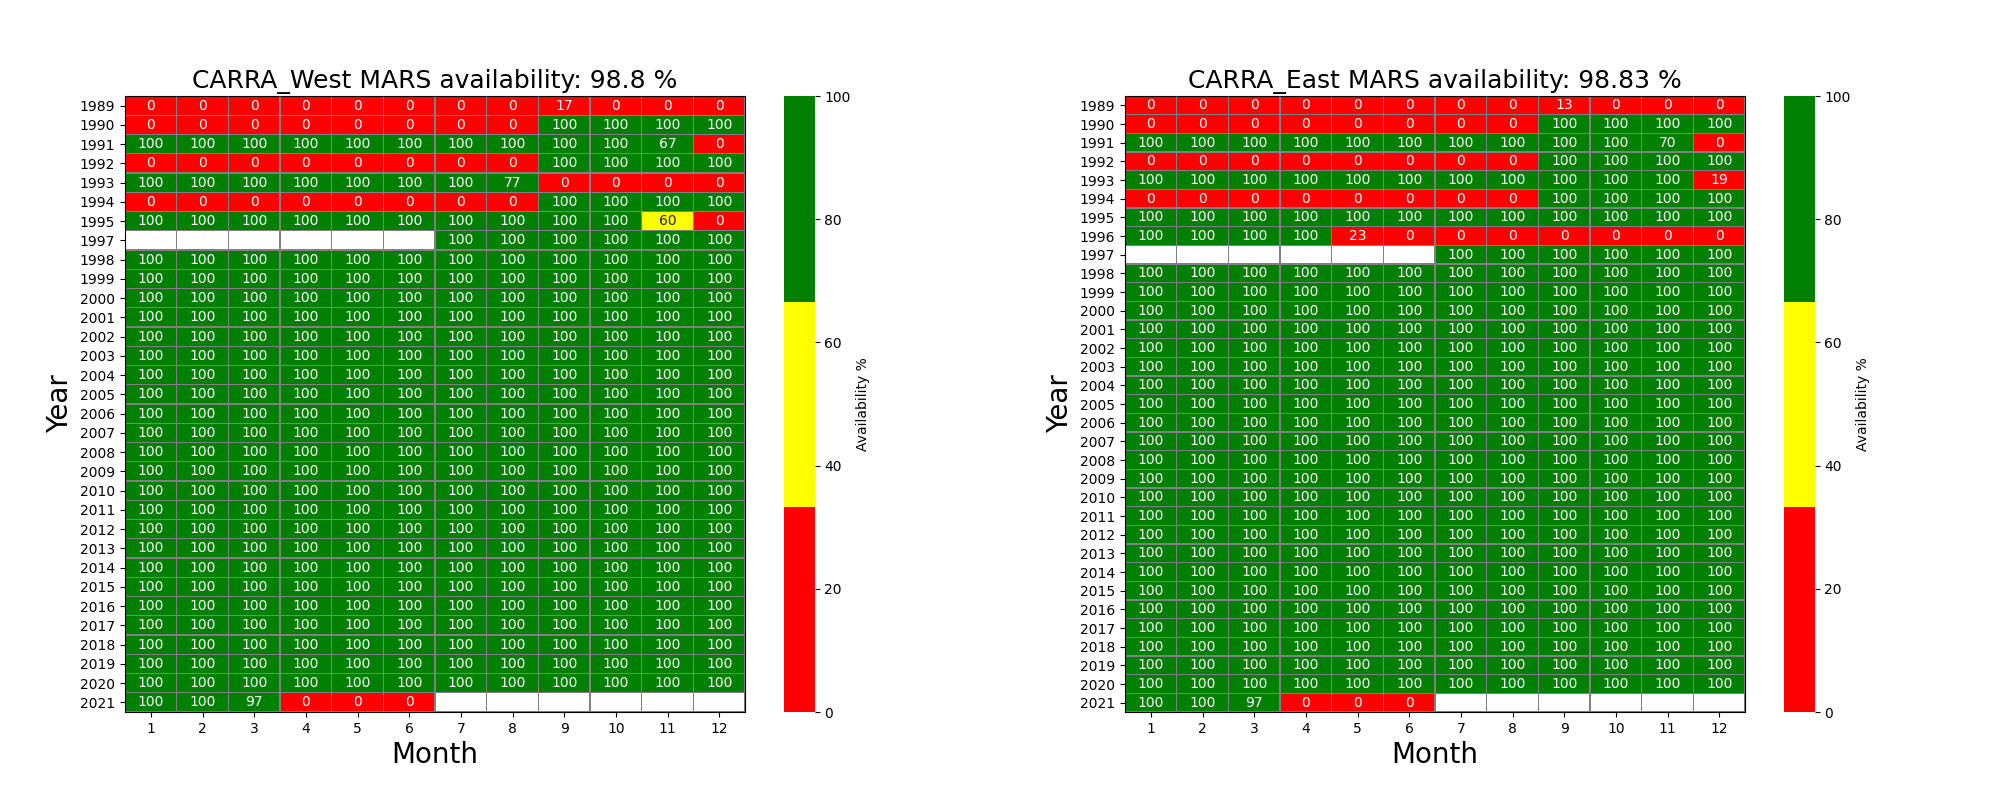 CARRA_West MARS availability: 98.8 %
1989 0 0 0 0 0 0 0 0 17 0 0 0
1990 0 0 0 0 0 0 0 0 100 100 100 100
1991 100 100 100 100 100 100 100 100 100 100 67 0
1992 0 0 0 0 0 0 0 0 100 100 100 100
1993 100 100 100 100 100 100 100 77 0 0 0 0
1994 0 0 0 0 0 0 0 0 100 100 100 100
1995 100 100 100 100 100 100 100 100 100 100 60 0
1997 100 100 100 100 100 100
1998 100 100 100 100 100 100 100 100 100 100 100 100
1999 100 100 100 100 100 100 100 100 100 100 100 100
2000 100 100 100 100 100 100 100 100 100 100 100 100
2001 100 100 100 100 100 100 100 100 100 100 100 100
2002 100 100 100 100 100 100 100 100 100 100 100 100
2003 100 100 100 100 100 100 100 100 100 100 100 100
2004 100 100 100 100 100 100 100 100 100 100 100 100
2005 100 100 100 100 100 100 100 100 100 100 100 100
2006 100 100 100 100 100 100 100 100 100 100 100 100
2007 100 100 100 100 100 100 100 100 100 100 100 100
2008 100 100 100 100 100 100 100 100 100 100 100 100
2009 100 100 100 100 100 100 100 100 100 100 100 100
2010 100 100 100 100 100 100 100 100 100 100 100 100
2011 100 100 100 100 100 100 100 100 100 100 100 100
2012 100 100 100 100 100 100 100 100 100 100 100 100
2013 100 100 100 100 100 100 100 100 100 100 100 100
2014 100 100 100 100 100 100 100 100 100 100 100 100
2015 100 100 100 100 100 100 100 100 100 100 100 100
2016 100 100 100 100 100 100 100 100 100 100 100 100
2017 100 100 100 100 100 100 100 100 100 100 100 100
2018 100 100 100 100 100 100 100 100 100 100 100 100
2019 100 100 100 100 100 100 100 100 100 100 100 100
2020 100 100 100 100 100 100 100 100 100 100 100 100
2021 100 100 97 0 0 0
1 2 3 4 5 6 7 8 9 10 11 12
Month
Year
100
80
60
40
20
0
Availability %
CARRA_East MARS availability: 98.83 %
1989 0 0 0 0 0 0 0 0 13 0 0 0
1990 0 0 0 0 0 0 0 0 100 100 100 100
1991 100 100 100 100 100 100 100 100 100 100 70 0
1992 0 0 0 0 0 0 0 0 100 100 100 100
1993 100 100 100 100 100 100 100 100 100 100 100 19
1994 0 0 0 0 0 0 0 0 100 100 100 100
1995 100 100 100 100 100 100 100 100 100 100 100 100
1996 100 100 100 100 23 0 0 0 0 0 0 0
1997 100 100 100 100 100 100
1998 100 100 100 100 100 100 100 100 100 100 100 100
1999 100 100 100 100 100 100 100 100 100 100 100 100
2000 100 100 100 100 100 100 100 100 100 100 100 100
2001 100 100 100 100 100 100 100 100 100 100 100 100
2002 100 100 100 100 100 100 100 100 100 100 100 100
2003 100 100 100 100 100 100 100 100 100 100 100 100
2004 100 100 100 100 100 100 100 100 100 100 100 100
2005 100 100 100 100 100 100 100 100 100 100 100 100
2006 100 100 100 100 100 100 100 100 100 100 100 100
2007 100 100 100 100 100 100 100 100 100 100 100 100
2008 100 100 100 100 100 100 100 100 100 100 100 100
2009 100 100 100 100 100 100 100 100 100 100 100 100
2010 100 100 100 100 100 100 100 100 100 100 100 100
2011 100 100 100 100 100 100 100 100 100 100 100 100
2012 100 100 100 100 100 100 100 100 100 100 100 100
2013 100 100 100 100 100 100 100 100 100 100 100 100
2014 100 100 100 100 100 100 100 100 100 100 100 100
2015 100 100 100 100 100 100 100 100 100 100 100 100
2016 100 100 100 100 100 100 100 100 100 100 100 100
2017 100 100 100 100 100 100 100 100 100 100 100 100
2018 100 100 100 100 100 100 100 100 100 100 100 100
2019 100 100 100 100 100 100 100 100 100 100 100 100
2020 100 100 100 100 100 100 100 100 100 100 100 100
2021 100 100 97 0 0 0
1 2 3 4 5 6 7 8 9 10 11 12
Month
Year
100
80
60
40
20
0
Availability %